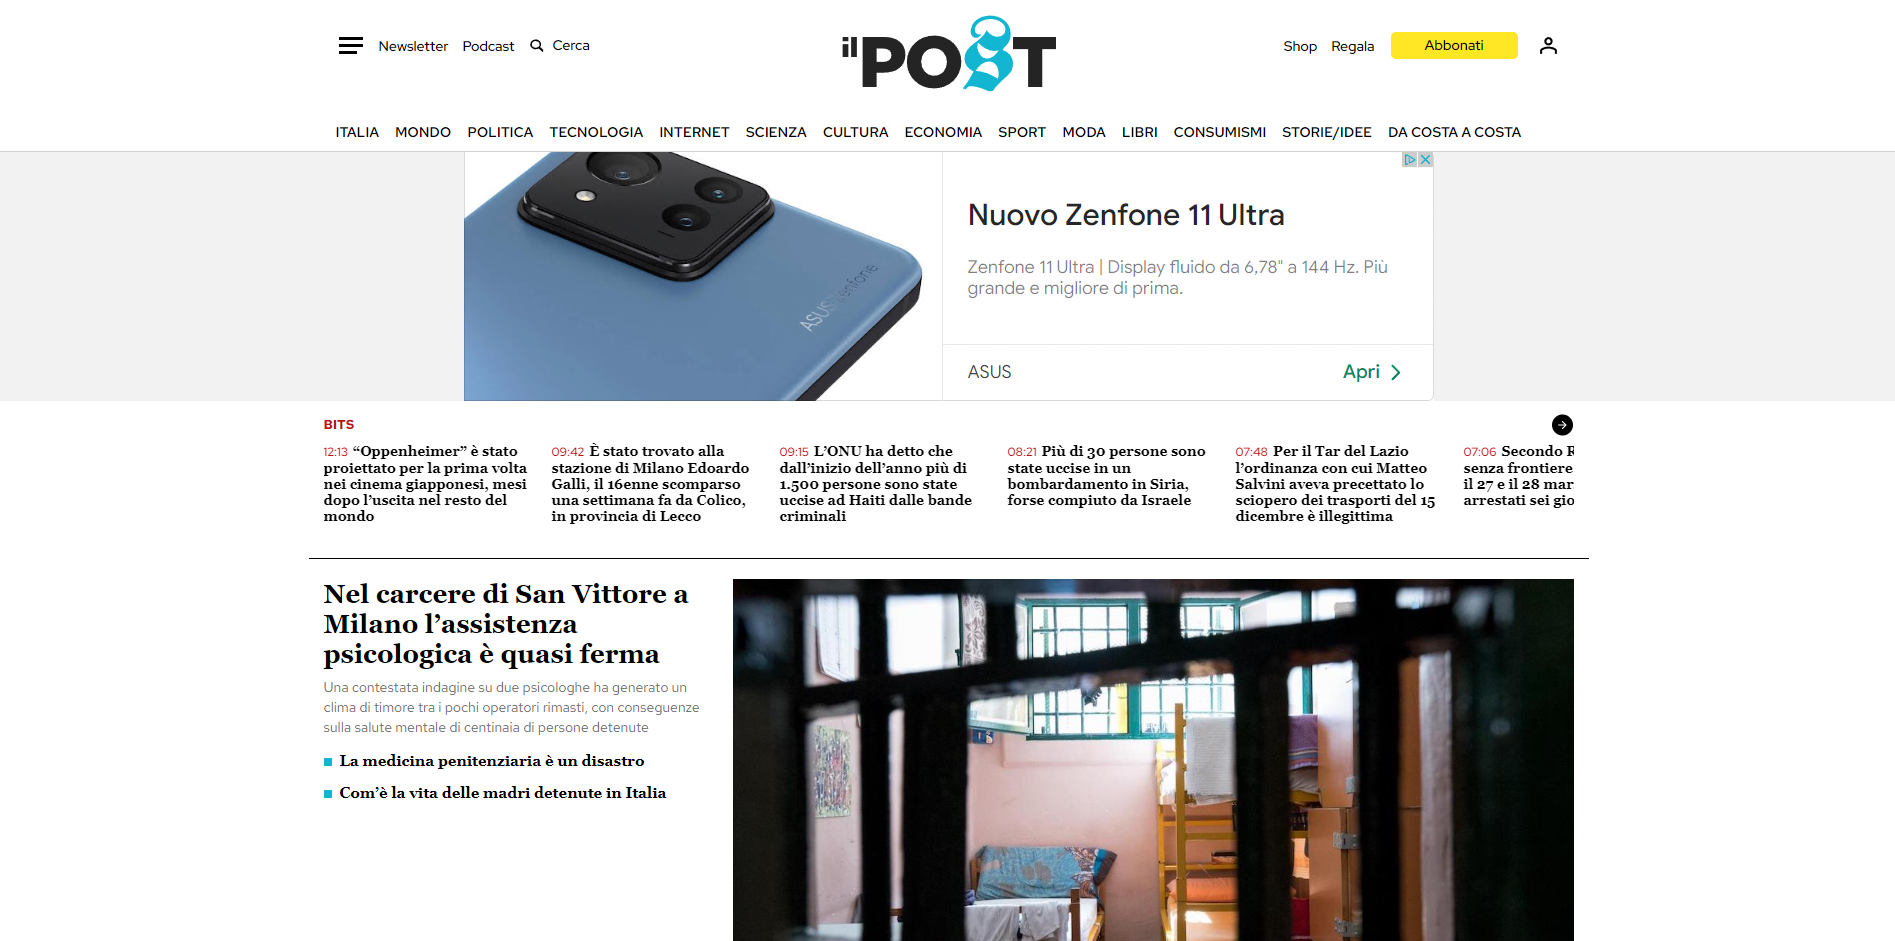 Newsletter Podcast Cerca
il POST
Shop Regala Abbonati
ITALIA MONDO POLITICA TECNOLOGIA INTERNET SCIENZA CULTURA ECONOMIA SPORT MODA LIBRI CONSUMISMI STORIE/IDEE DA COSTA A COSTA
ASUS Zenfone
Nuovo Zenfone 11 Ultra
Zenfone 11 Ultra | Display fluido da 6,78" a 144 Hz. Più
grande e migliore di prima.
ASUS
Apri
BITS
12:13 “Oppenheimer” è stato
proiettato per la prima volta
nei cinema giapponesi, mesi
dopo l’uscita nel resto del
mondo
09:42 È stato trovato alla
stazione di Milano Edoardo
Galli, il 16enne scomparso
una settimana fa da Colico,
in provincia di Lecco
09:15 L’ONU ha detto che
dall’inizio dell’anno più di
1.500 persone sono state
uccise ad Haiti dalle bande
criminali
08:21 Più di 30 persone sono
state uccise in un
bombardamento in Siria,
forse compiuto da Israele
07:48 Per il Tar del Lazio
l’ordinanza con cui Matteo
Salvini aveva precettato lo
sciopero dei trasporti del 15
dicembre è illegittima
07:06 Secondo R
senza frontiere
il 27 e il 28 mar
arrestati sei gio
Nel carcere di San Vittore a
Milano l’assistenza
psicologica è quasi ferma
Una contestata indagine su due psicologhe ha generato un
clima di timore tra i pochi operatori rimasti, con conseguenze
sulla salute mentale di centinaia di persone detenute
La medicina penitenziaria è un disastro
Com’è la vita delle madri detenute in Italia